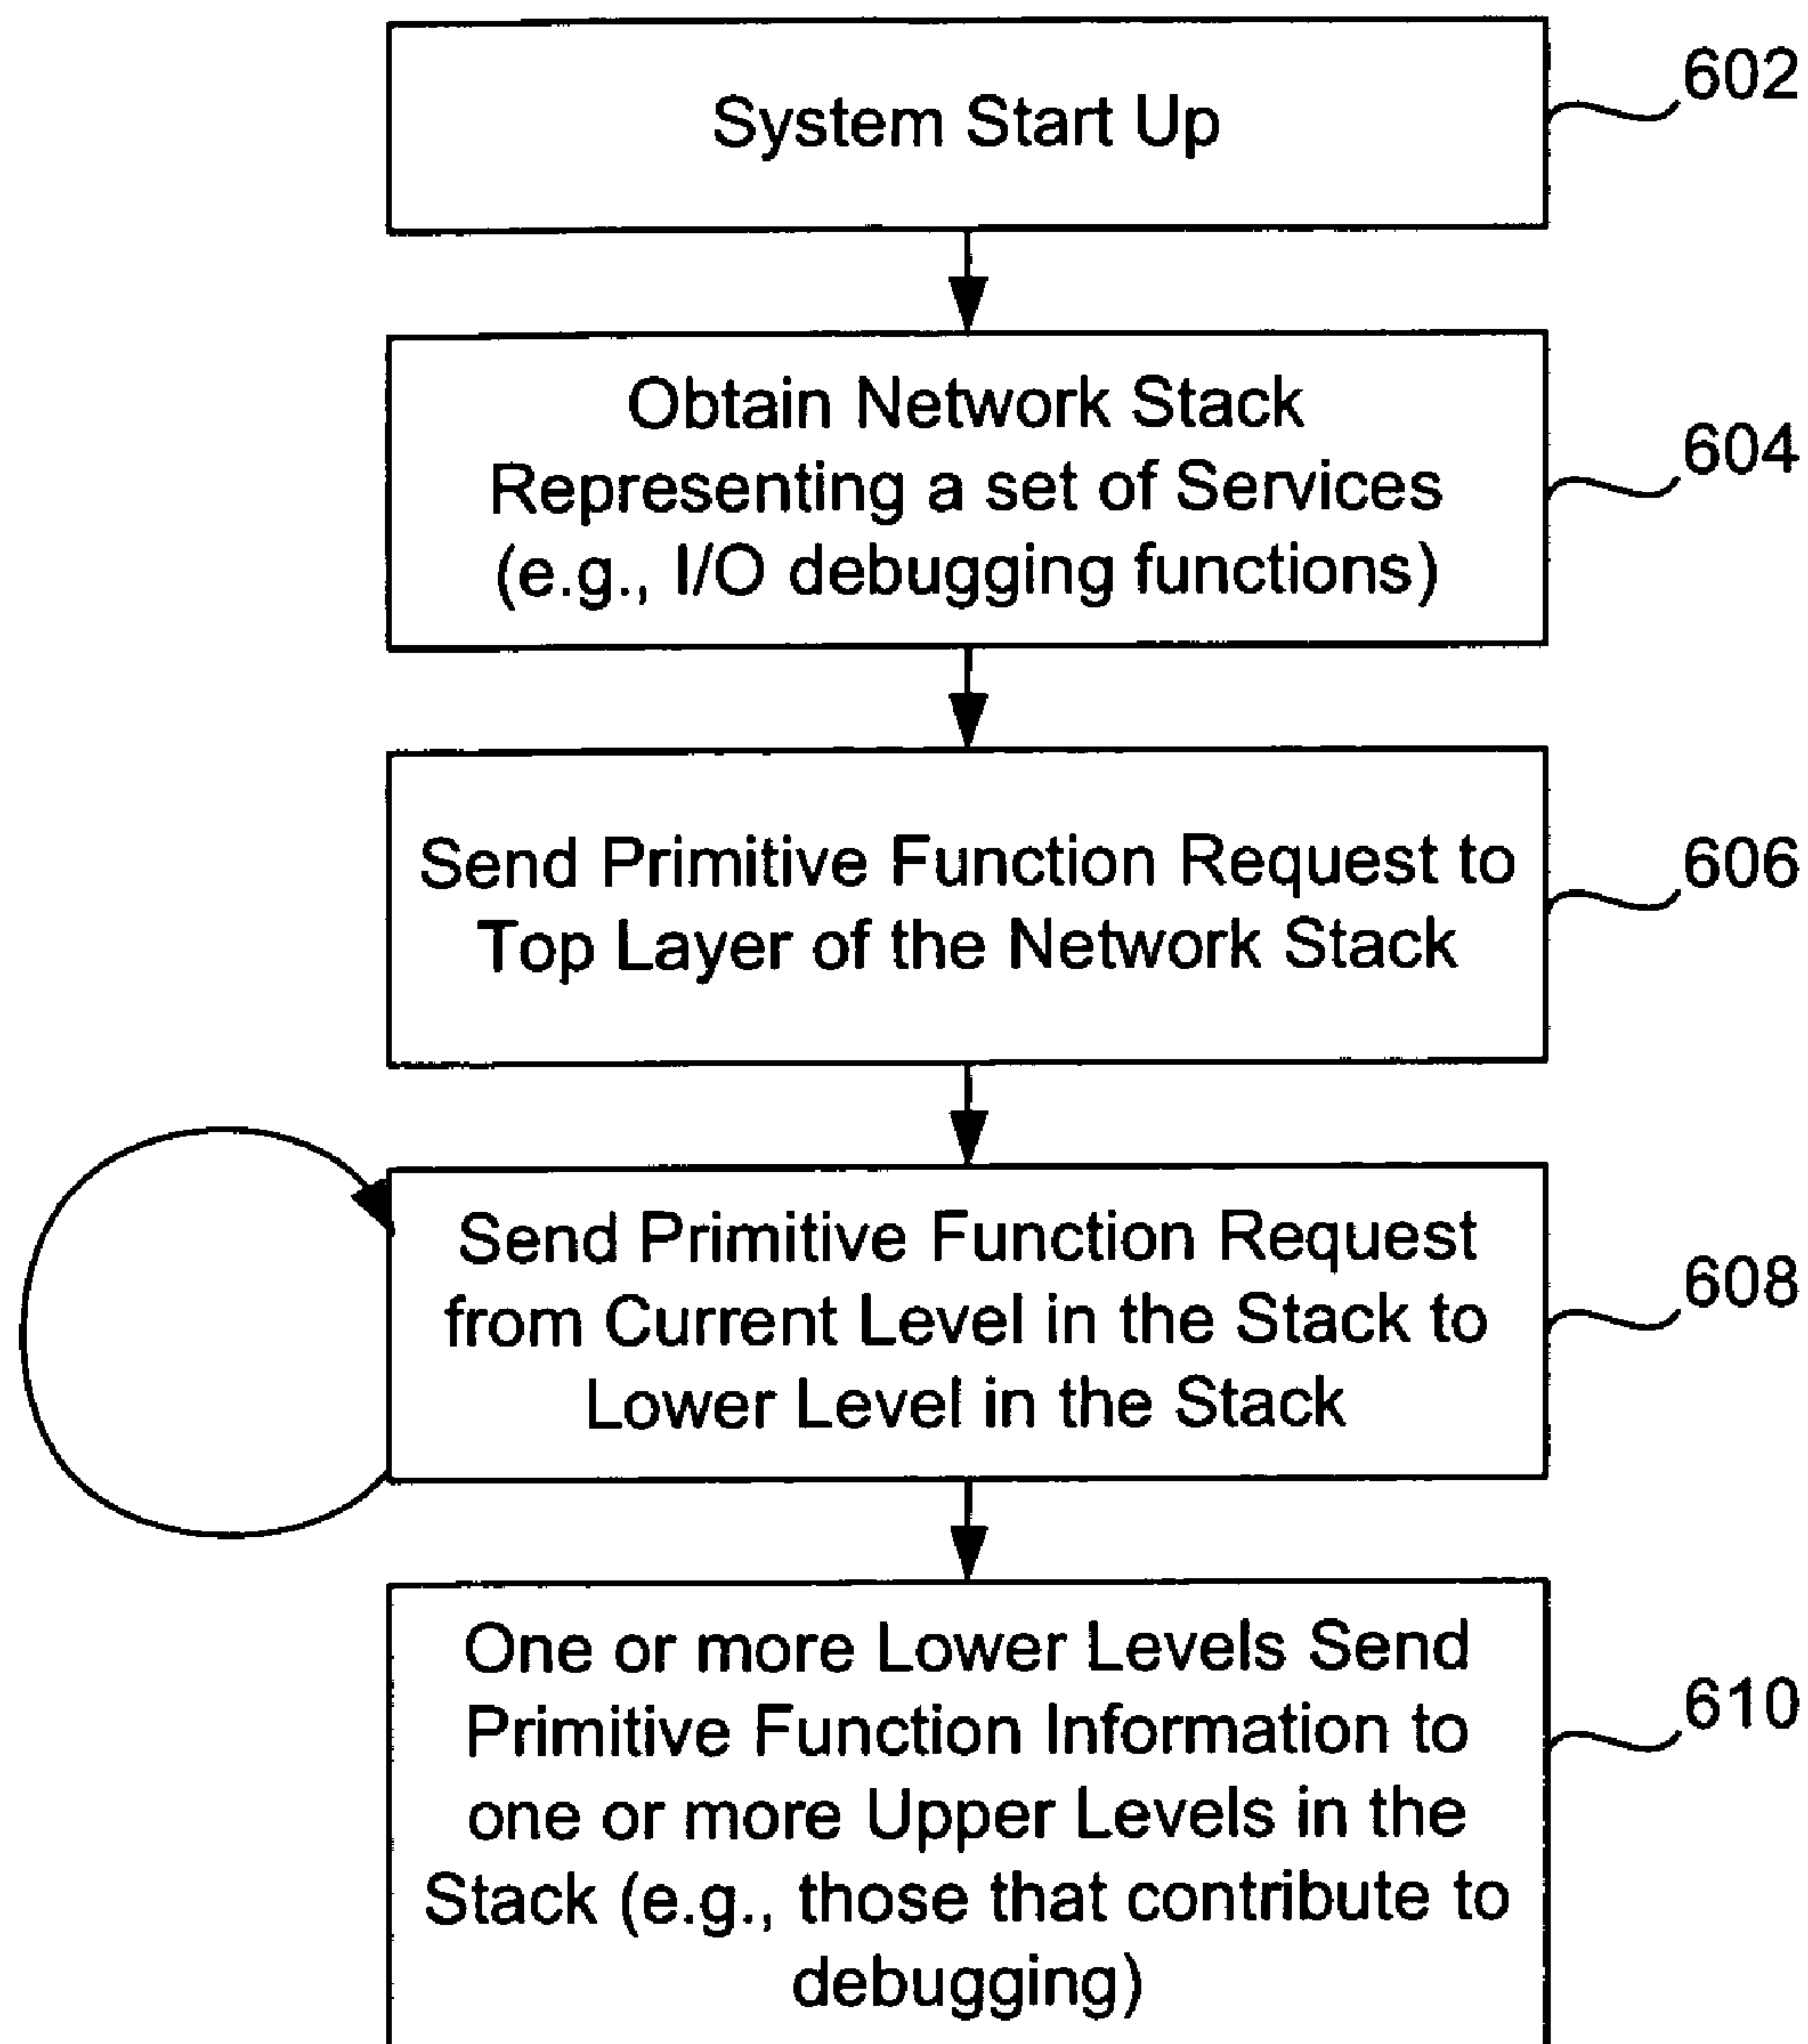 System Start Up
602
Obtain Network Stack
Representing a set of Services
(e.g., I/O debugging functions)
604
Send Primitive Function Request to
Top Layer of the Network Stack
606
Send Primitive Function Request
from Current Level in the Stack to
Lower Level in the Stack
608
One or more Lower Levels Send
Primitive Function Information to
one or more Upper Levels in the
Stack (e.g., those that contribute to
debugging)
610